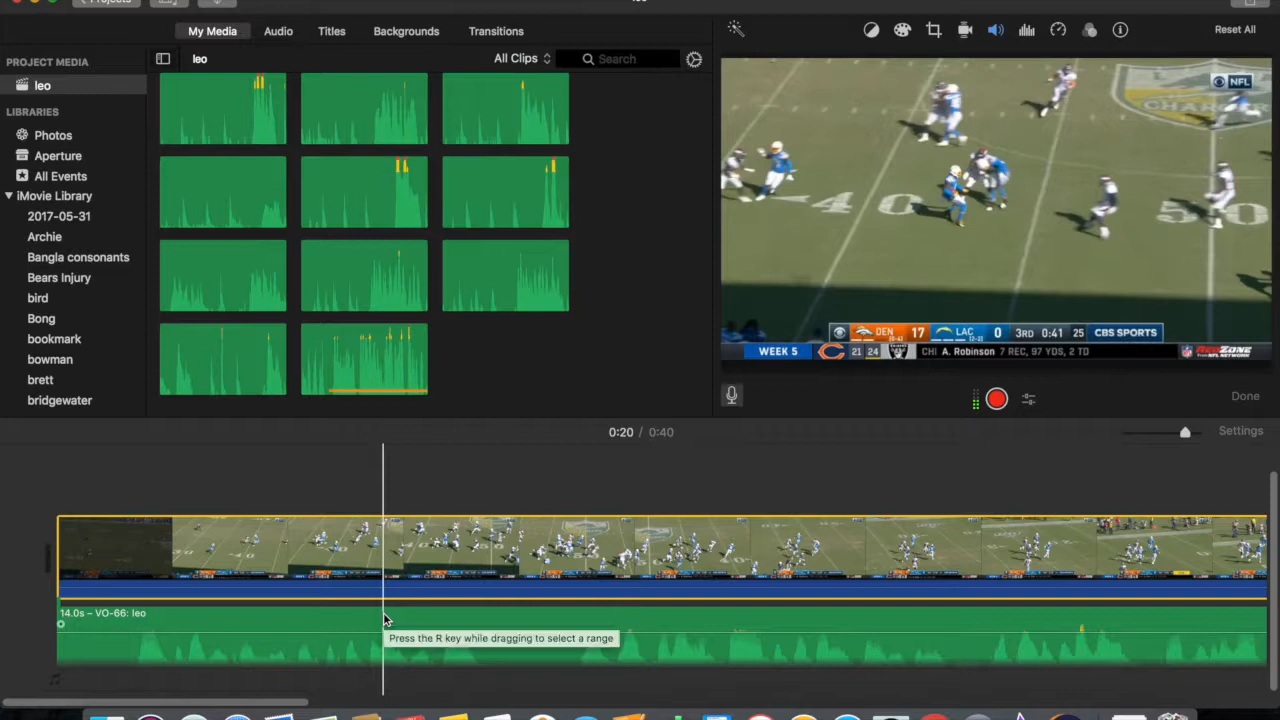 Projects
leo
My Media Audio Titles Backgrounds Transitions
Reset All
PROJECT MEDIA
leo
All Clips
Search
leo
LIBRARIES
Photos
Aperture
All Events
iMovie Library
2017-05-31
Archie
Bangla consonants
Bears Injury
bird
Bong
bookmark
bowman
brett
bridgewater
NFL
40
50
DEN 17 LAC 0 3RD 0:41 25 CBS SPORTS
WEEK 5 21 24 CHI A. Robinson 7 REC, 97 YDS, 2 TD REDZONE
Done
0:20 / 0:40
Settings
14.0s – VO-66: leo
Press the R key while dragging to select a range